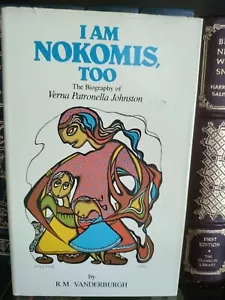 I AM
NOKOMIS,
TOO
The Biography of
Verna Patronella Johnston
by
R.M. VANDERBURGH
FIRST
EDITION
THE
FRANKLIN
LIBRARY